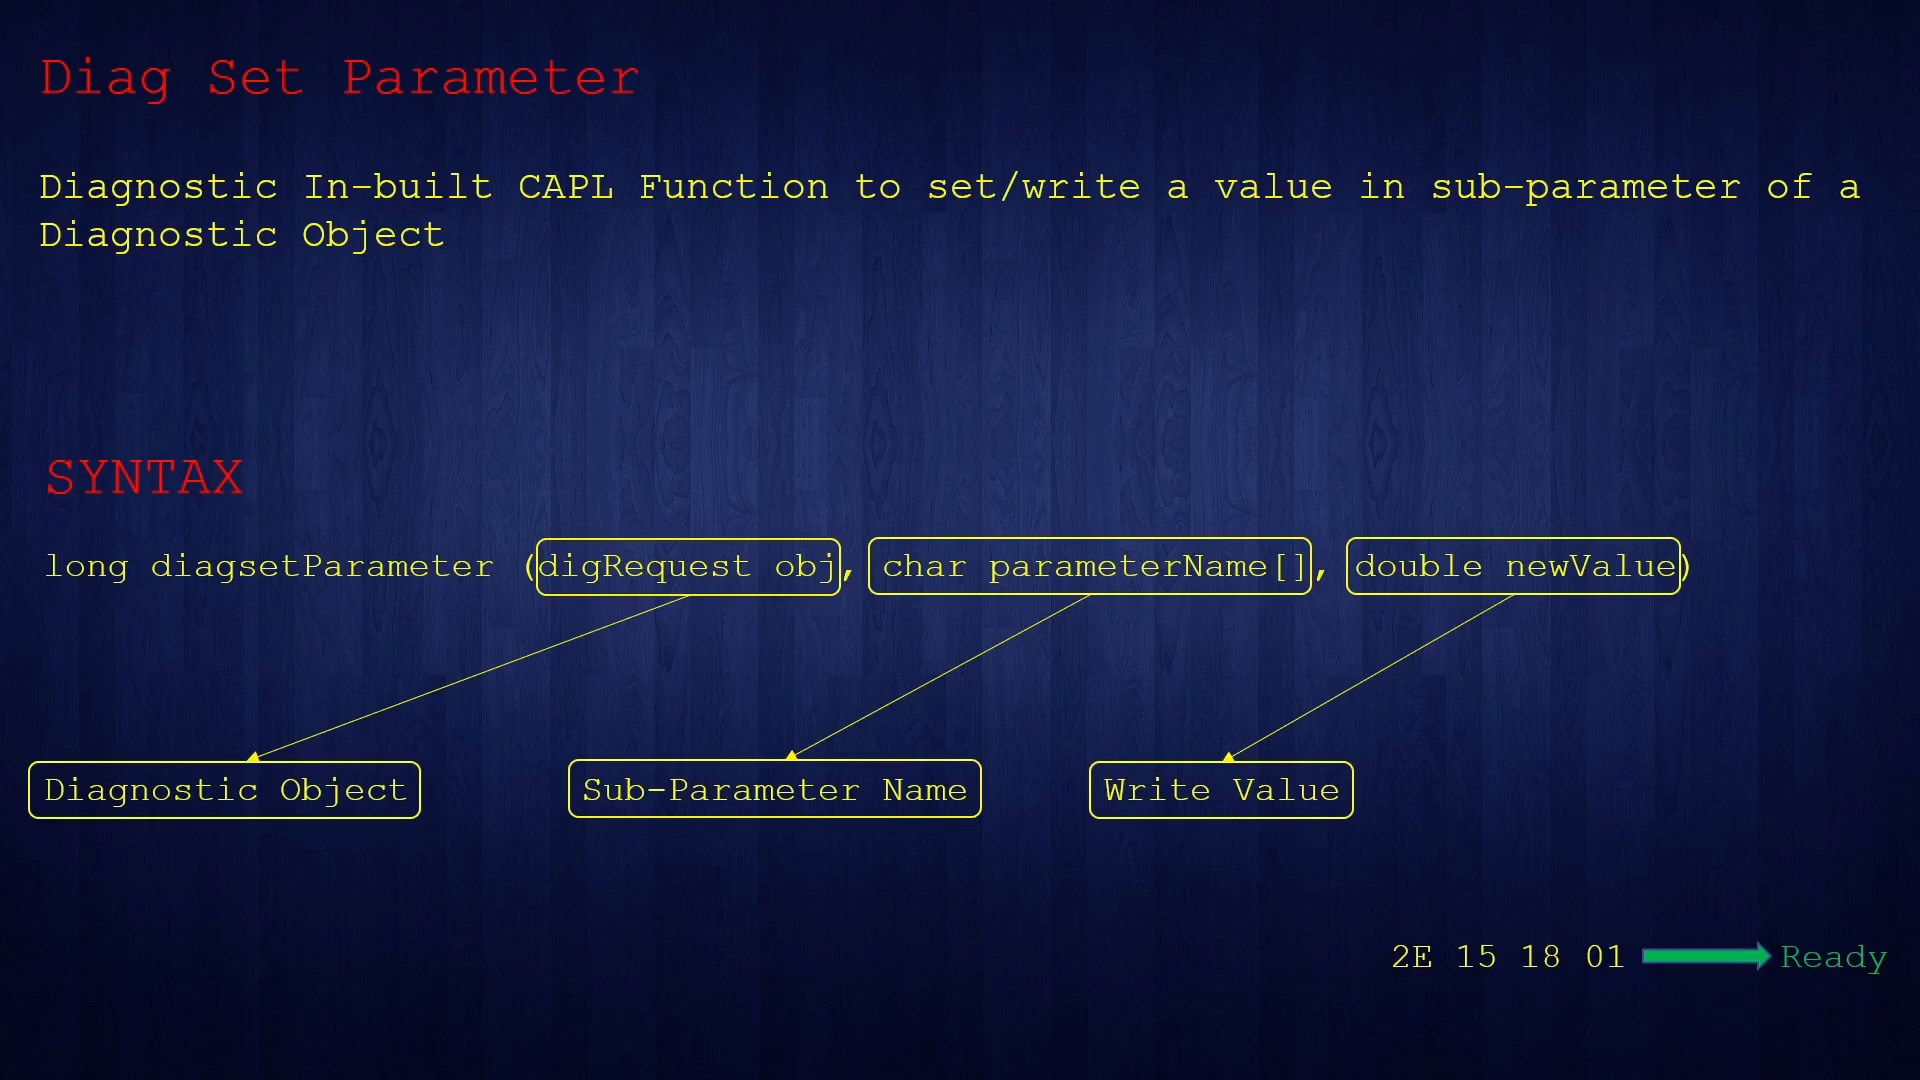 Diag Set Parameter
Diagnostic In-built CAPL Function to set/write a value in sub-parameter of a
Diagnostic Object
SYNTAX
long diagsetParameter (digRequest obj, char parameterName[], double newValue)
Diagnostic Object
Sub-Parameter Name
Write Value
2E 15 18 01
Ready